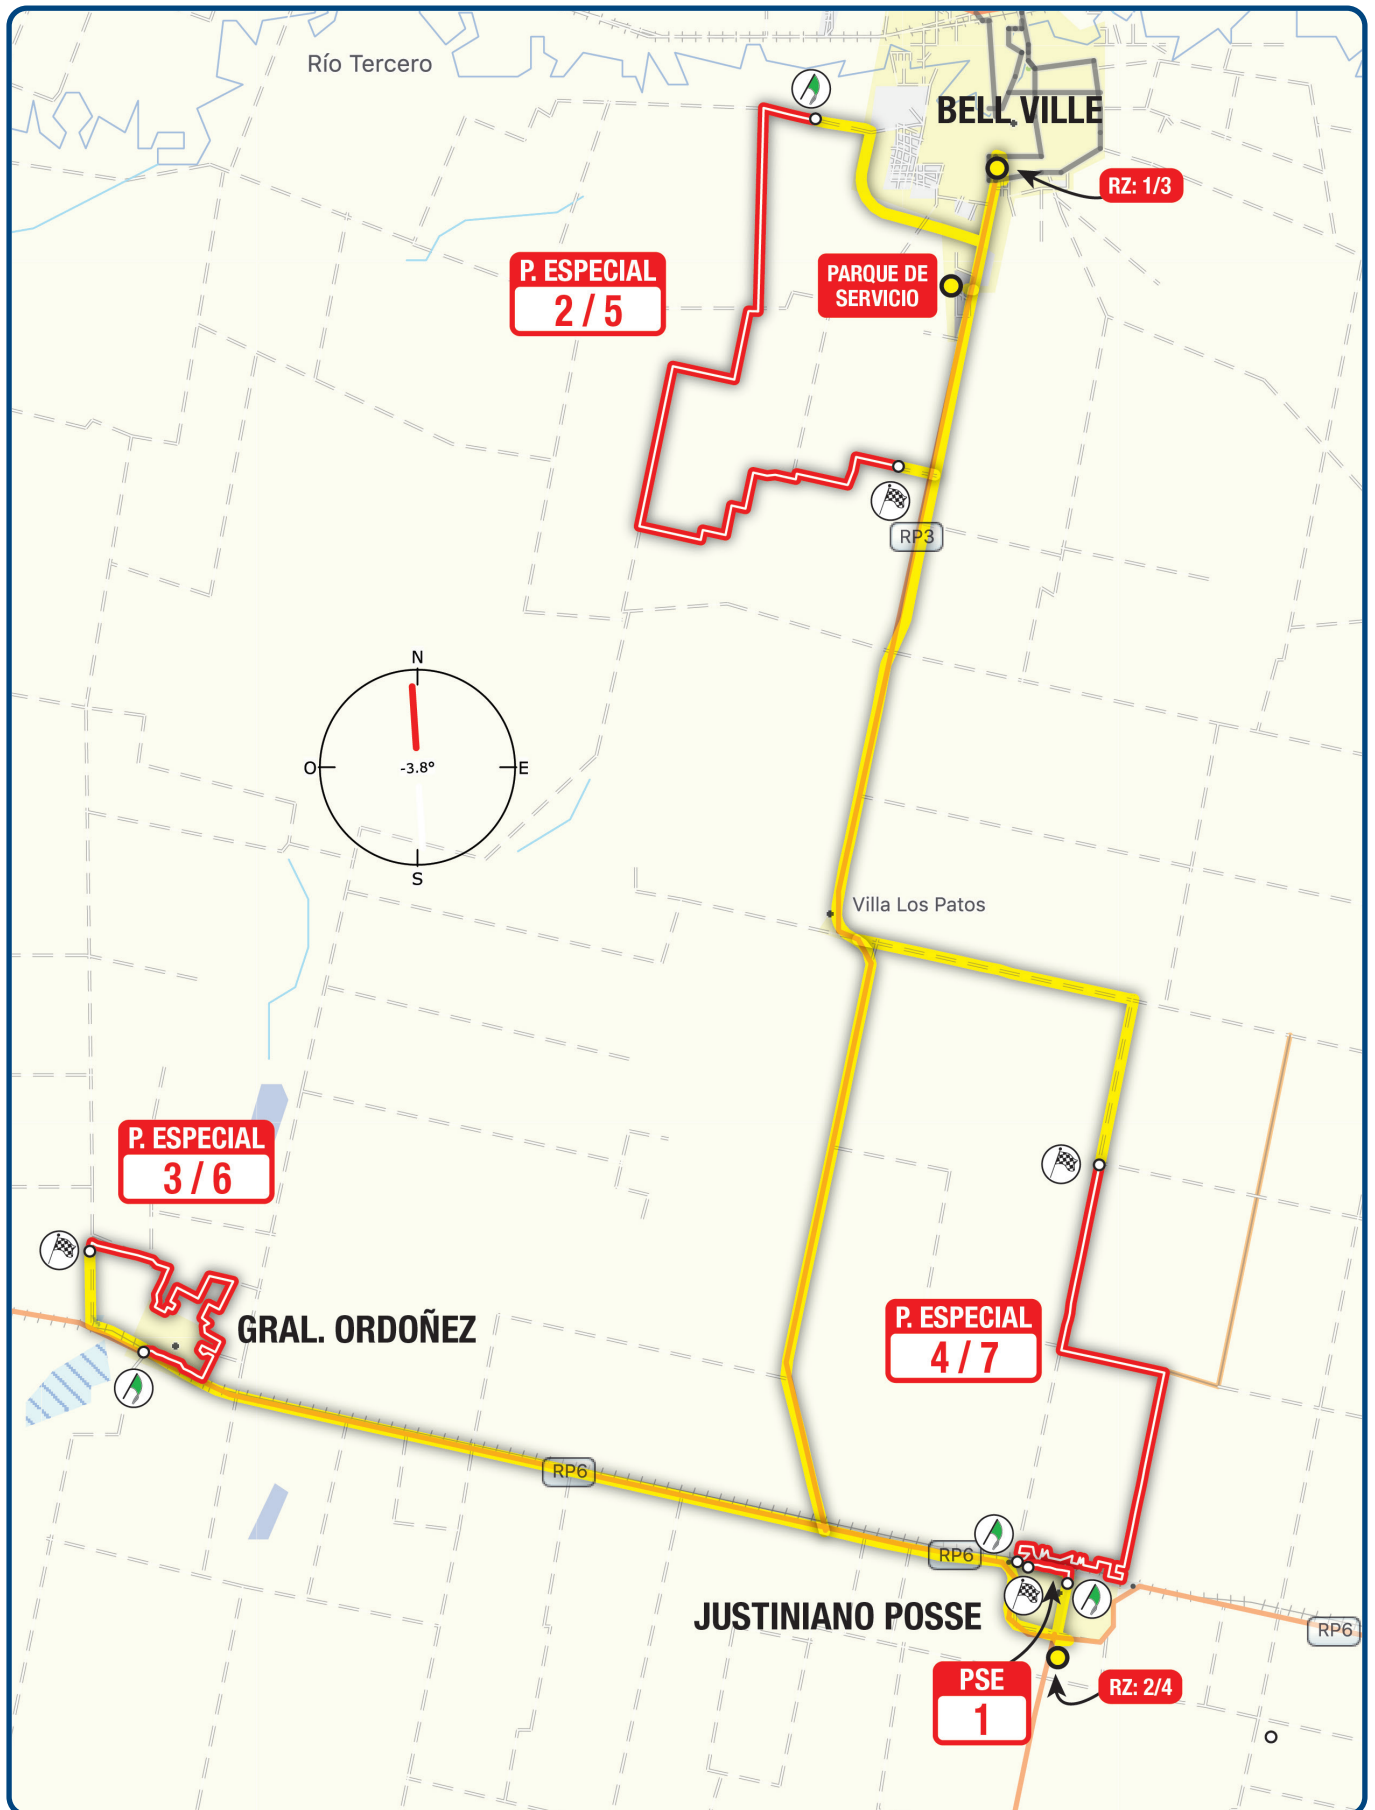 Río Tercero
BELL VILLE
RZ: 1/3
P. ESPECIAL
2 / 5
PARQUE DE
SERVICIO
RP3
N
O
E
-3.8°
S
Villa Los Patos
P. ESPECIAL
3 / 6
GRAL. ORDOÑEZ
P. ESPECIAL
4 / 7
RP6
RP6
JUSTINIANO POSSE
RP6
PSE
1
RZ: 2/4